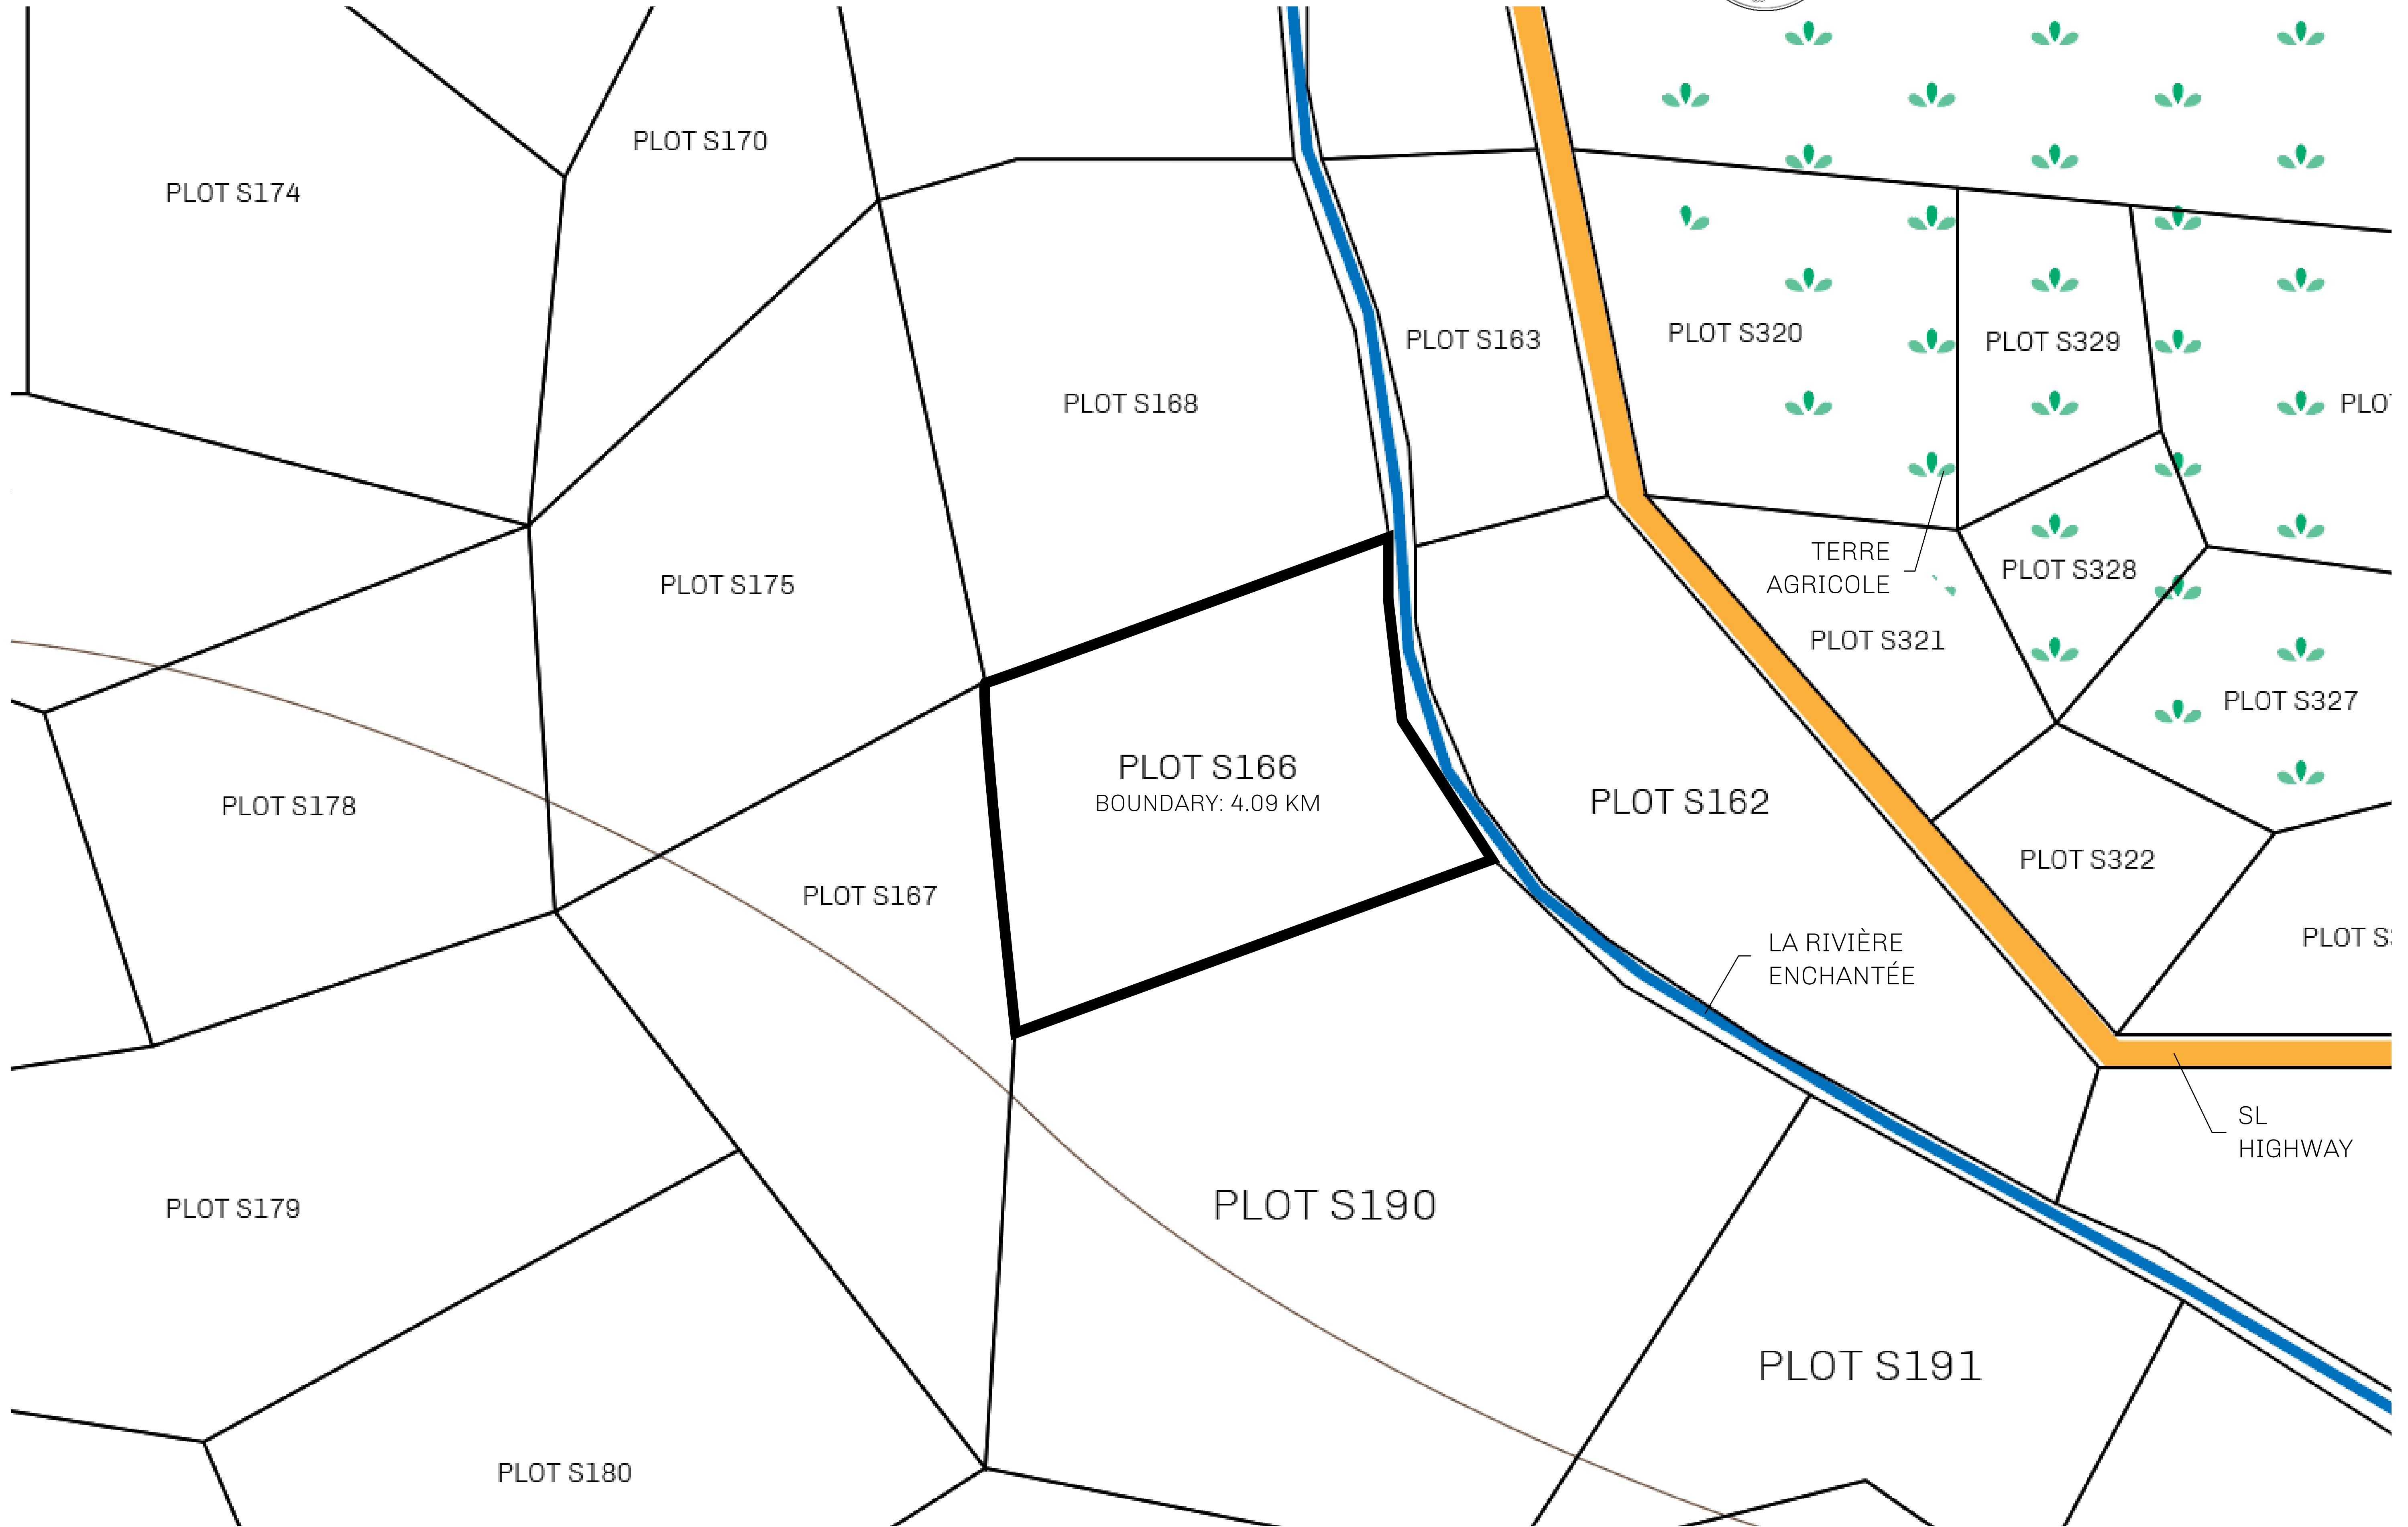 PLOT S170
PLOT S174
PLOT S163
PLOT S320
PLOT S329
PLOT S168
PLO
TERRE
AGRICOLE
PLOT S328
PLOT S175
PLOT S321
PLOT S327
PLOT S166
BOUNDARY: 4.09 KM
PLOT S162
PLOT S178
PLOT S322
PLOT S167
LA RIVIÈRE
ENCHANTÉE
PLOT S
SL
HIGHWAY
PLOT S179
PLOT S190
PLOT S191
PLOT S180